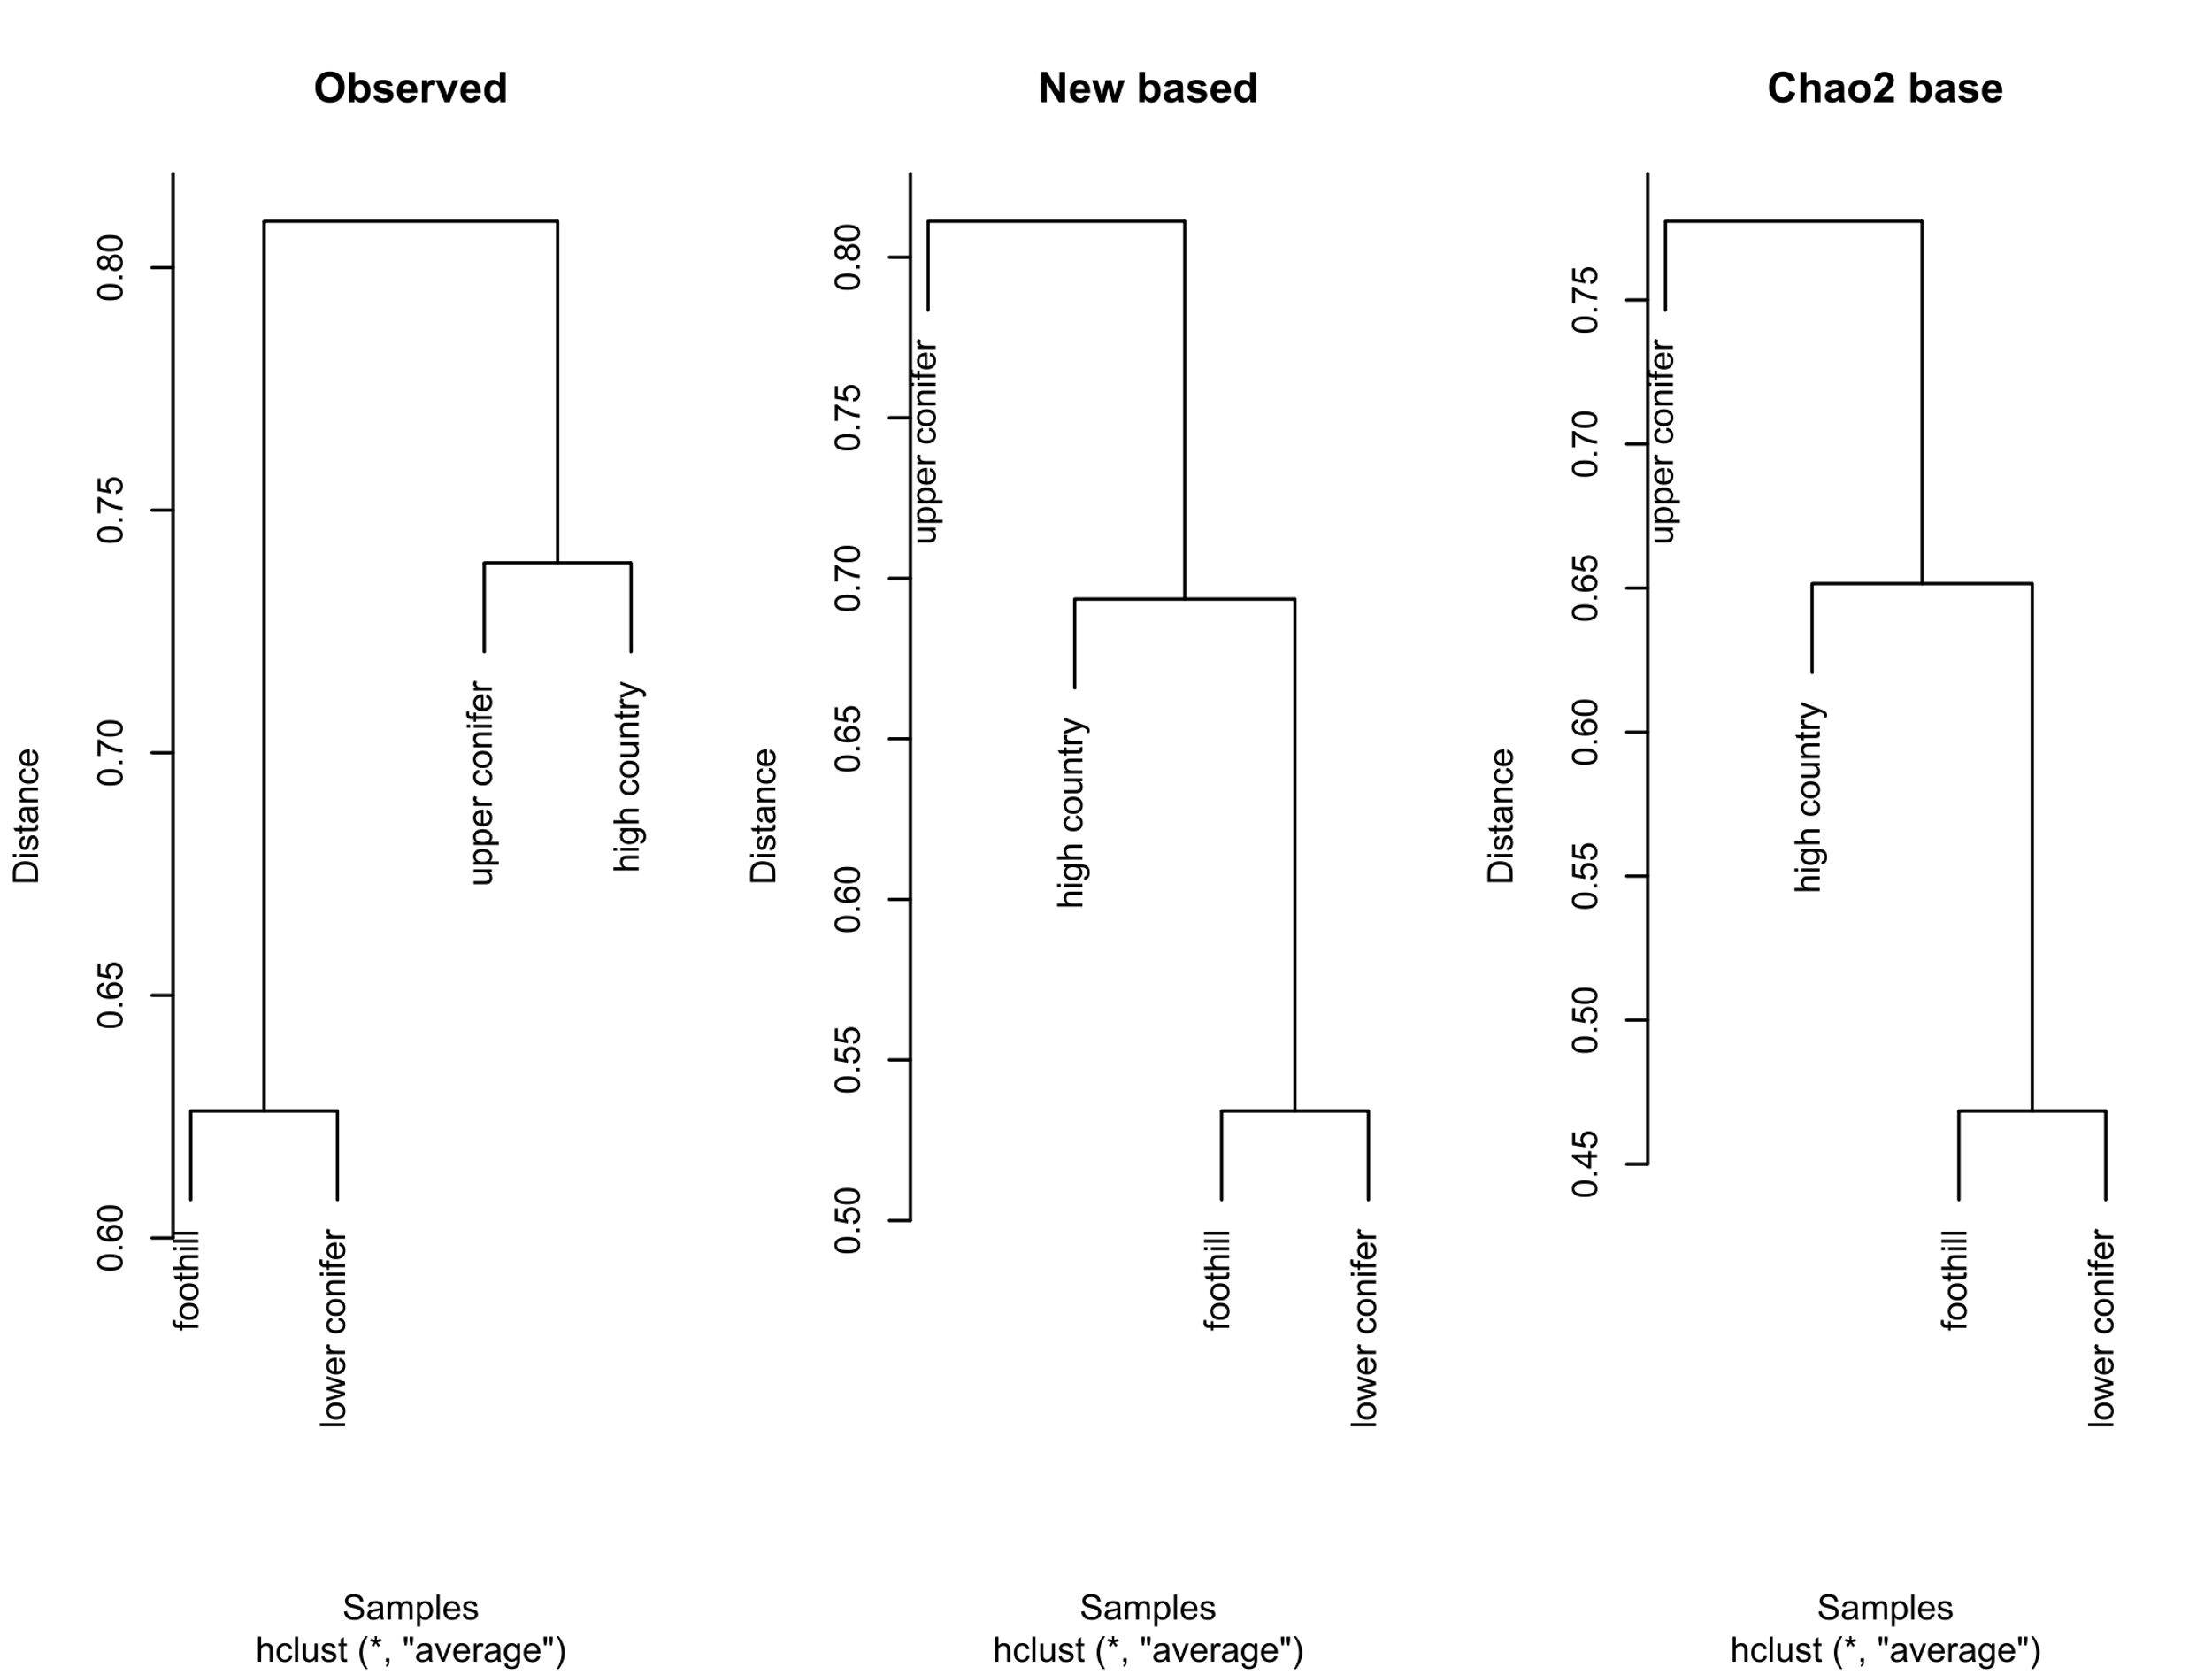 Observed
Distance
0.80
0.75
0.70
0.65
0.60
foothill
lower conifer
upper conifer
high country
Samples
hclust (*, "average")
New based
Distance
0.80
0.75
0.70
0.65
0.60
0.55
0.50
upper conifer
high country
foothill
lower conifer
Samples
hclust (*, "average")
Chao2 base
Distance
0.75
0.70
0.65
0.60
0.55
0.50
0.45
upper conifer
high country
foothill
lower conifer
Samples
hclust (*, "average")